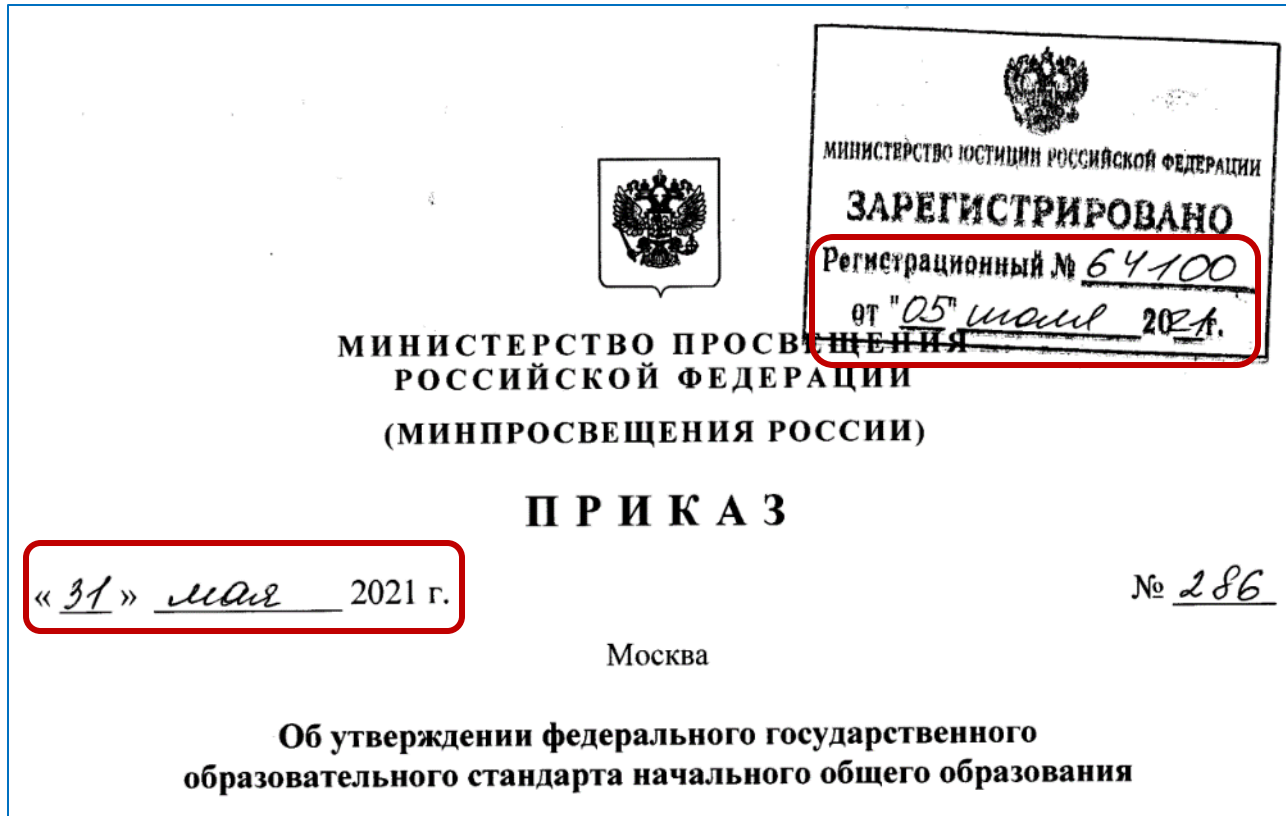 МИНИСТЕРСТВО ЮСТИЦИИ РОССИЙСКОЙ ФЕДЕРАЦИИ
ЗАРЕГИСТРИРОВАНО
Регистрационный № 64100
от "05" июля 2021г.
МИНИСТЕРСТВО ПРОСВЕЩЕНИЯ
РОССИЙСКОЙ ФЕДЕРАЦИИ
(МИНПРОСВЕЩЕНИЯ РОССИИ)
ПРИКАЗ
« 31 » мая 2021 г.
№ 286
Москва
Об утверждении федерального государственного
образовательного стандарта начального общего образования